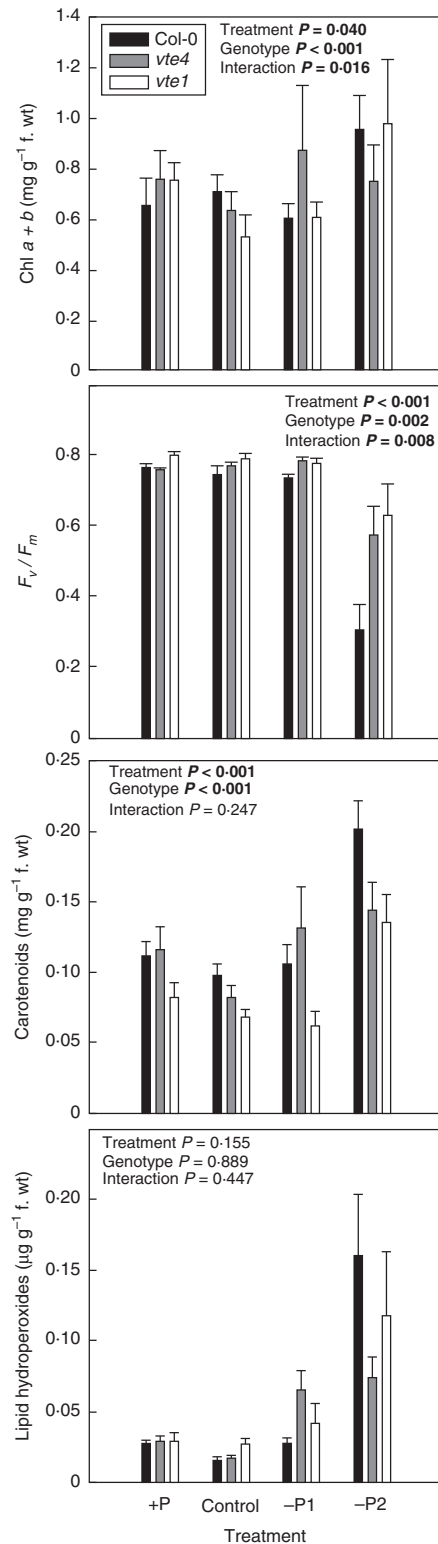 Col-0
vte4
vte1
Treatment P = 0·040
Genotype P < 0·001
Interaction P = 0·016
Chl a + b (mg g⁻¹ f. wt)
1·4
1·2
1·0
0·8
0·6
0·4
0·2
0
Treatment P < 0·001
Genotype P = 0·002
Interaction P = 0·008
Fv / Fm
0·8
0·6
0·4
0·2
0
Treatment P < 0·001
Genotype P < 0·001
Interaction P = 0·247
Carotenoids (mg g⁻¹ f. wt)
0·25
0·20
0·15
0·10
0·05
0
Treatment P = 0·155
Genotype P = 0·889
Interaction P = 0·447
Lipid hydroperoxides (µg g⁻¹ f. wt)
0·20
0·15
0·10
0·05
0
+P Control –P1 –P2
Treatment